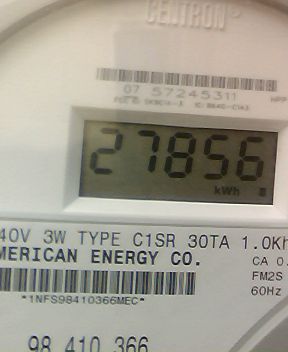 CENTRON®
07 57245311
27856
kWh
40V 3W TYPE C1SR 30TA 1.0Kh
MERICAN ENERGY CO.
CA 0.
FM2S
60Hz
*1NFS98410366MEC*
98 410 366